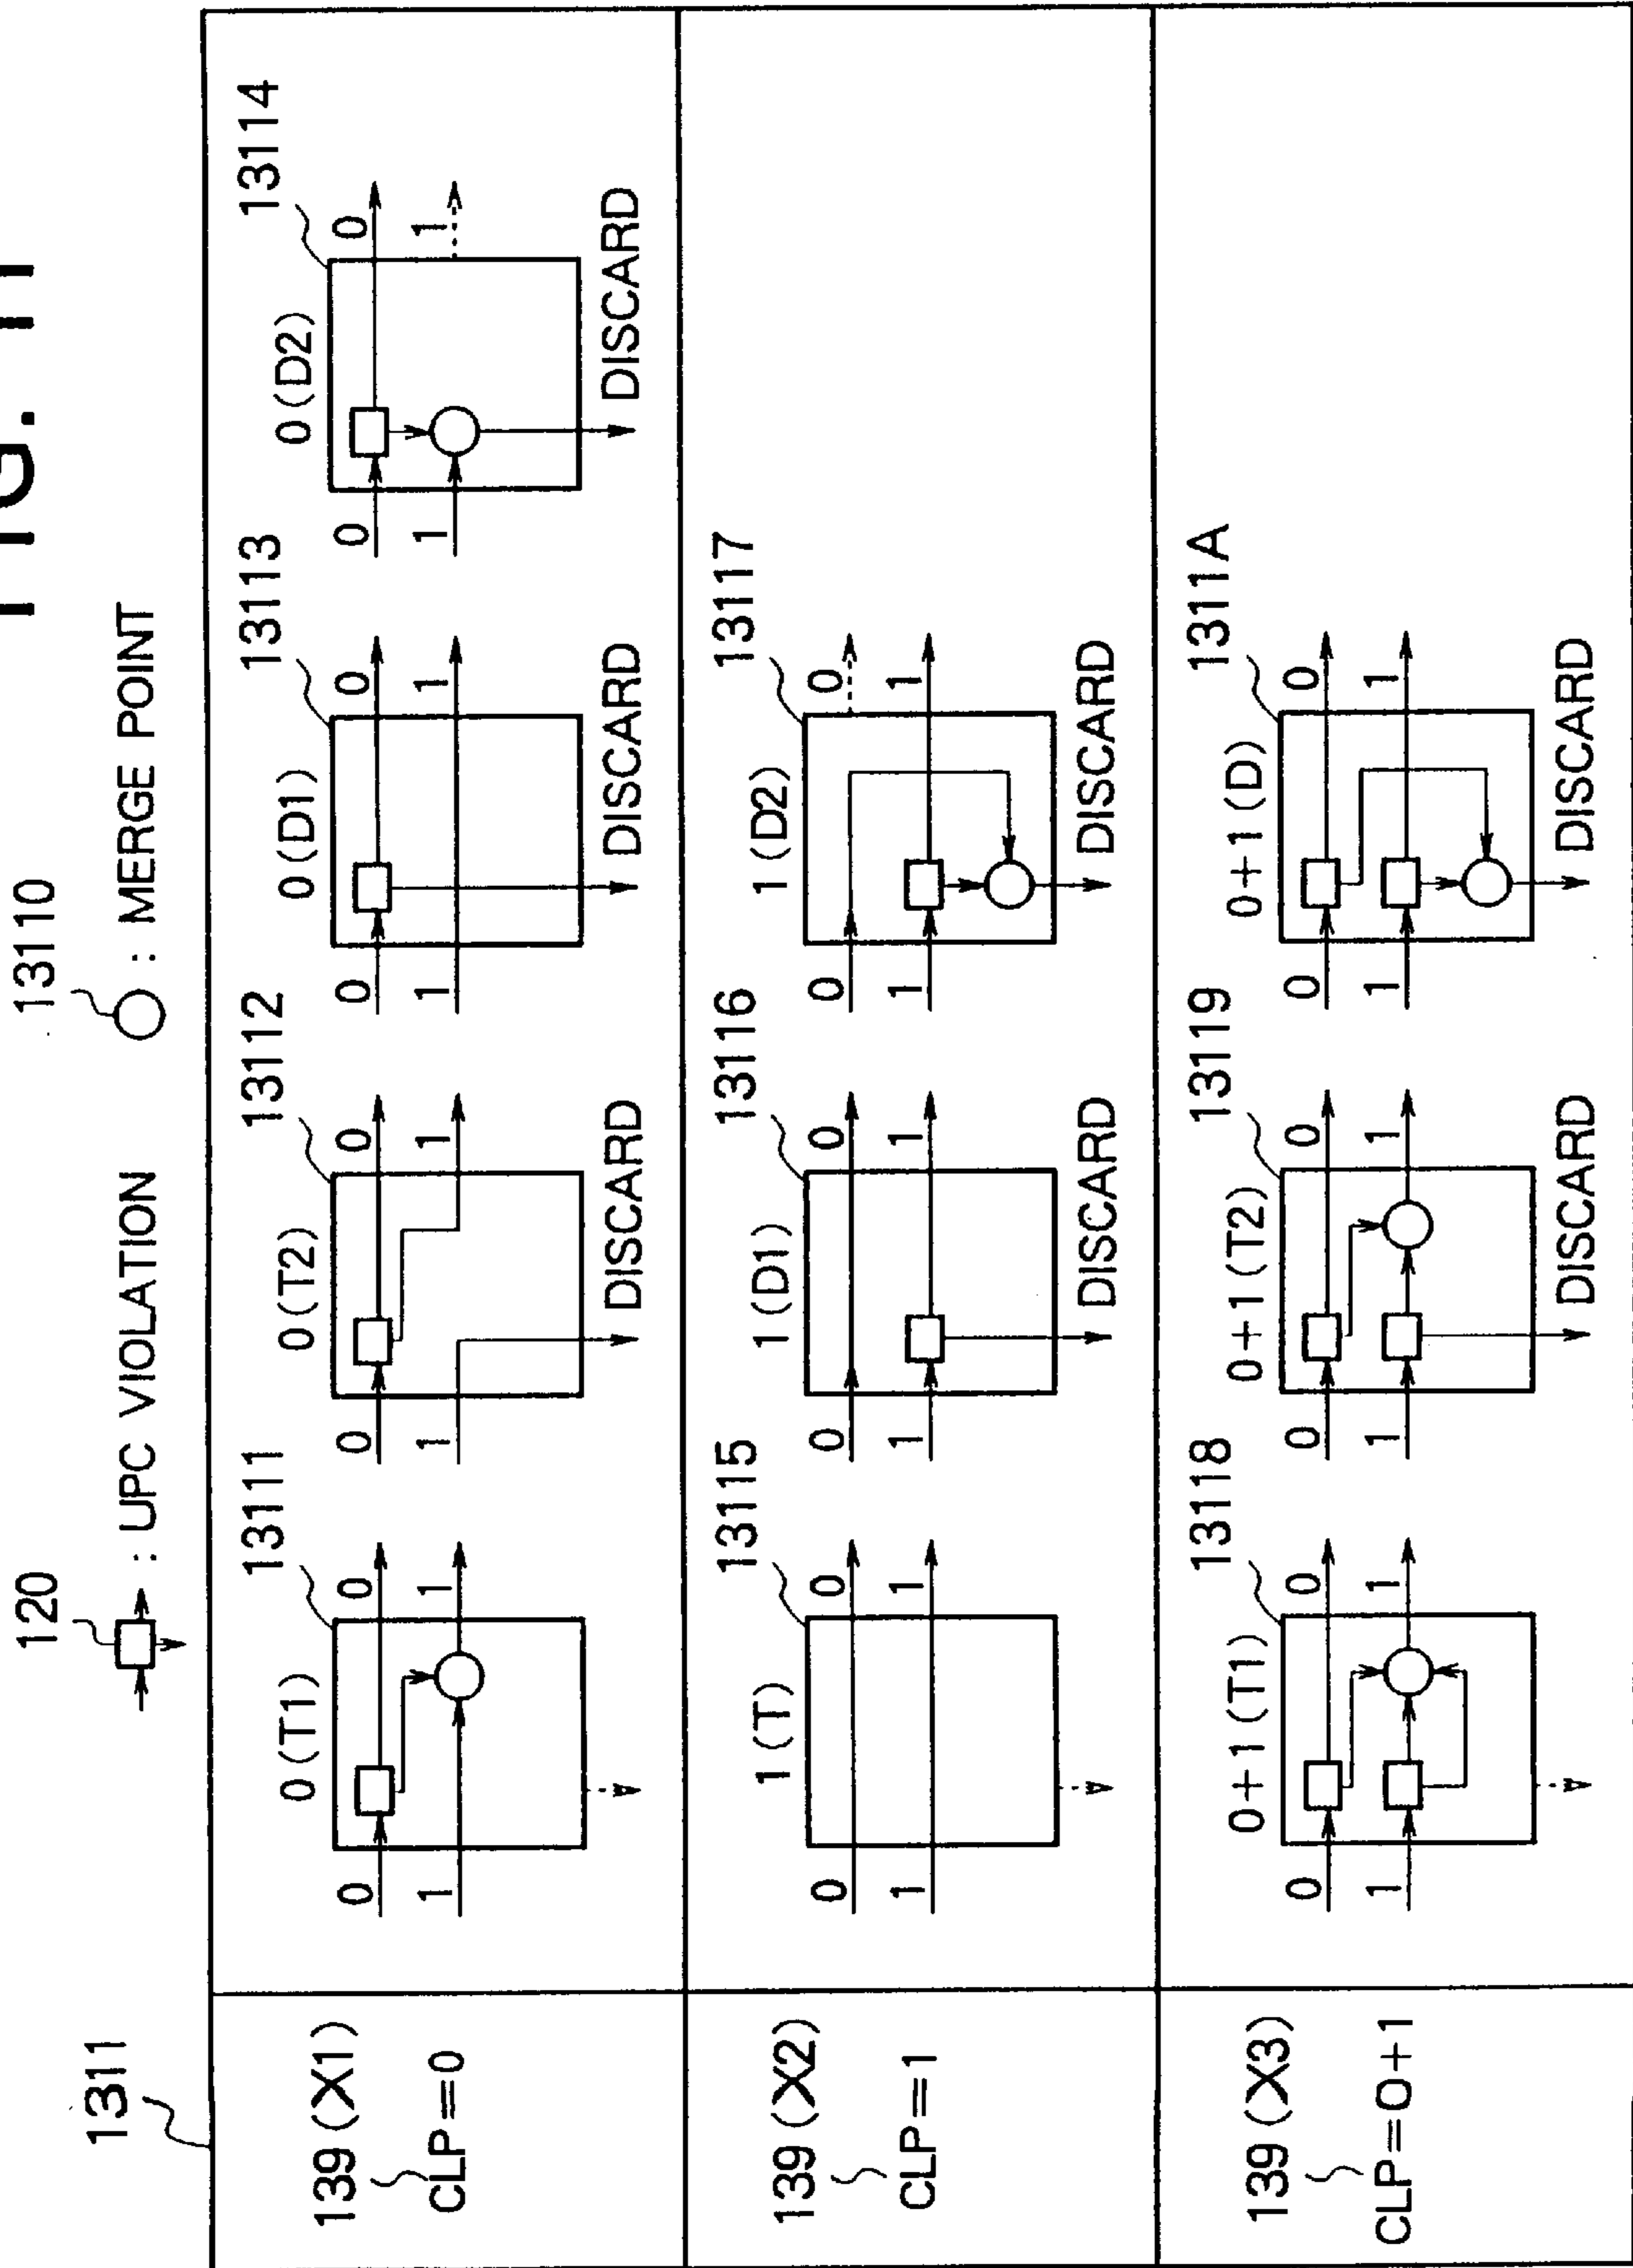 FIG. 11
120
: UPC VIOLATION
13110
: MERGE POINT
1311
139 (X1)
CLP=0
13111
0 (T1)
0 0
1 1
13112
0 (T2)
0 0
1 1
DISCARD
13113
0 (D1)
0 0
1 1
DISCARD
13114
0 (D2)
0 0
1 1
DISCARD
139 (X2)
CLP=1
13115
1 (T)
0 0
1 1
13116
1 (D1)
0 0
1 1
DISCARD
13117
1 (D2)
0 0
1 1
DISCARD
139 (X3)
CLP=0+1
13118
0+1 (T1)
0 0
1 1
13119
0+1 (T2)
0 0
1 1
DISCARD
1311A
0+1 (D)
0 0
1 1
DISCARD